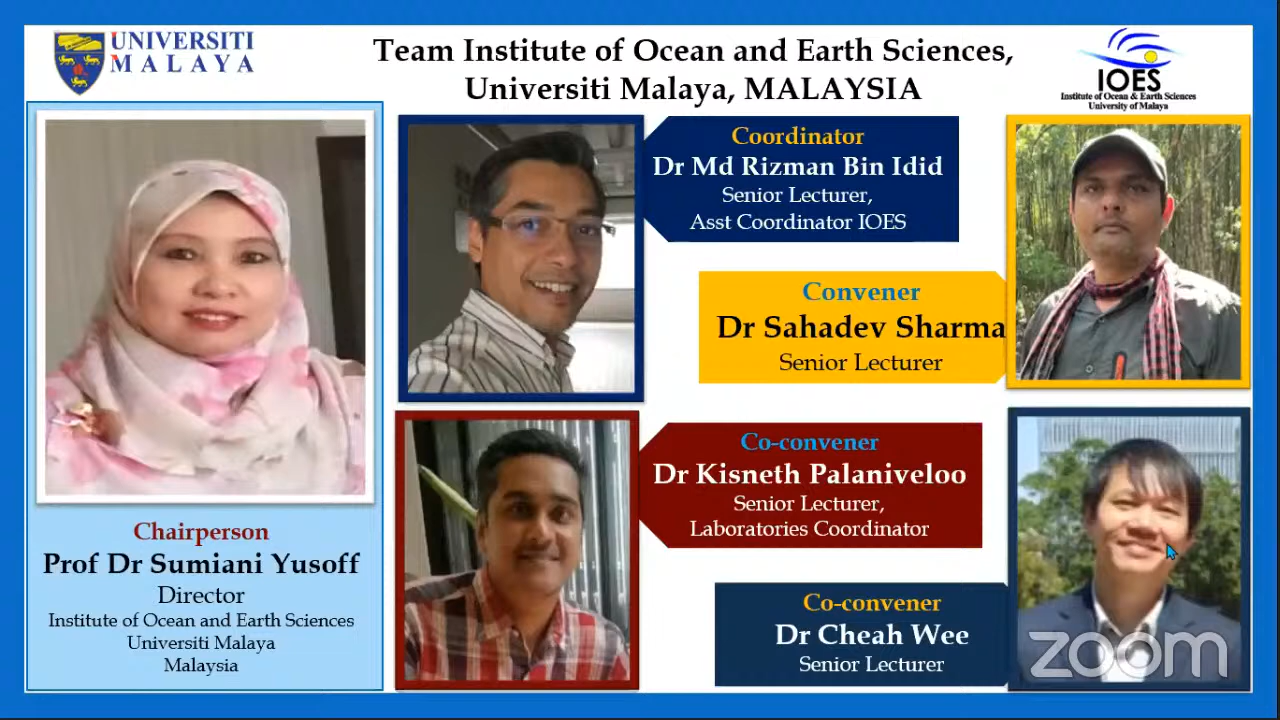 UNIVERSITI
MALAYA
Team Institute of Ocean and Earth Sciences,
Universiti Malaya, MALAYSIA
IOES
Institute of Ocean & Earth Sciences
University of Malaya
Chairperson
Prof Dr Sumiani Yusoff
Director
Institute of Ocean and Earth Sciences
Universiti Malaya
Malaysia
Coordinator
Dr Md Rizman Bin Idid
Senior Lecturer,
Asst Coordinator IOES
Convener
Dr Sahadev Sharma
Senior Lecturer
Co-convener
Dr Kisneth Palaniveloo
Senior Lecturer,
Laboratories Coordinator
Co-convener
Dr Cheah Wee
Senior Lecturer
zoom